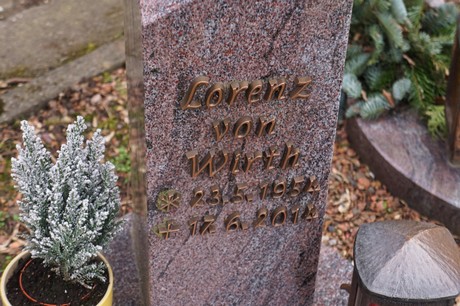 Lorenz
von
Wirth
* 23.5.1934
+ 17.6.2014